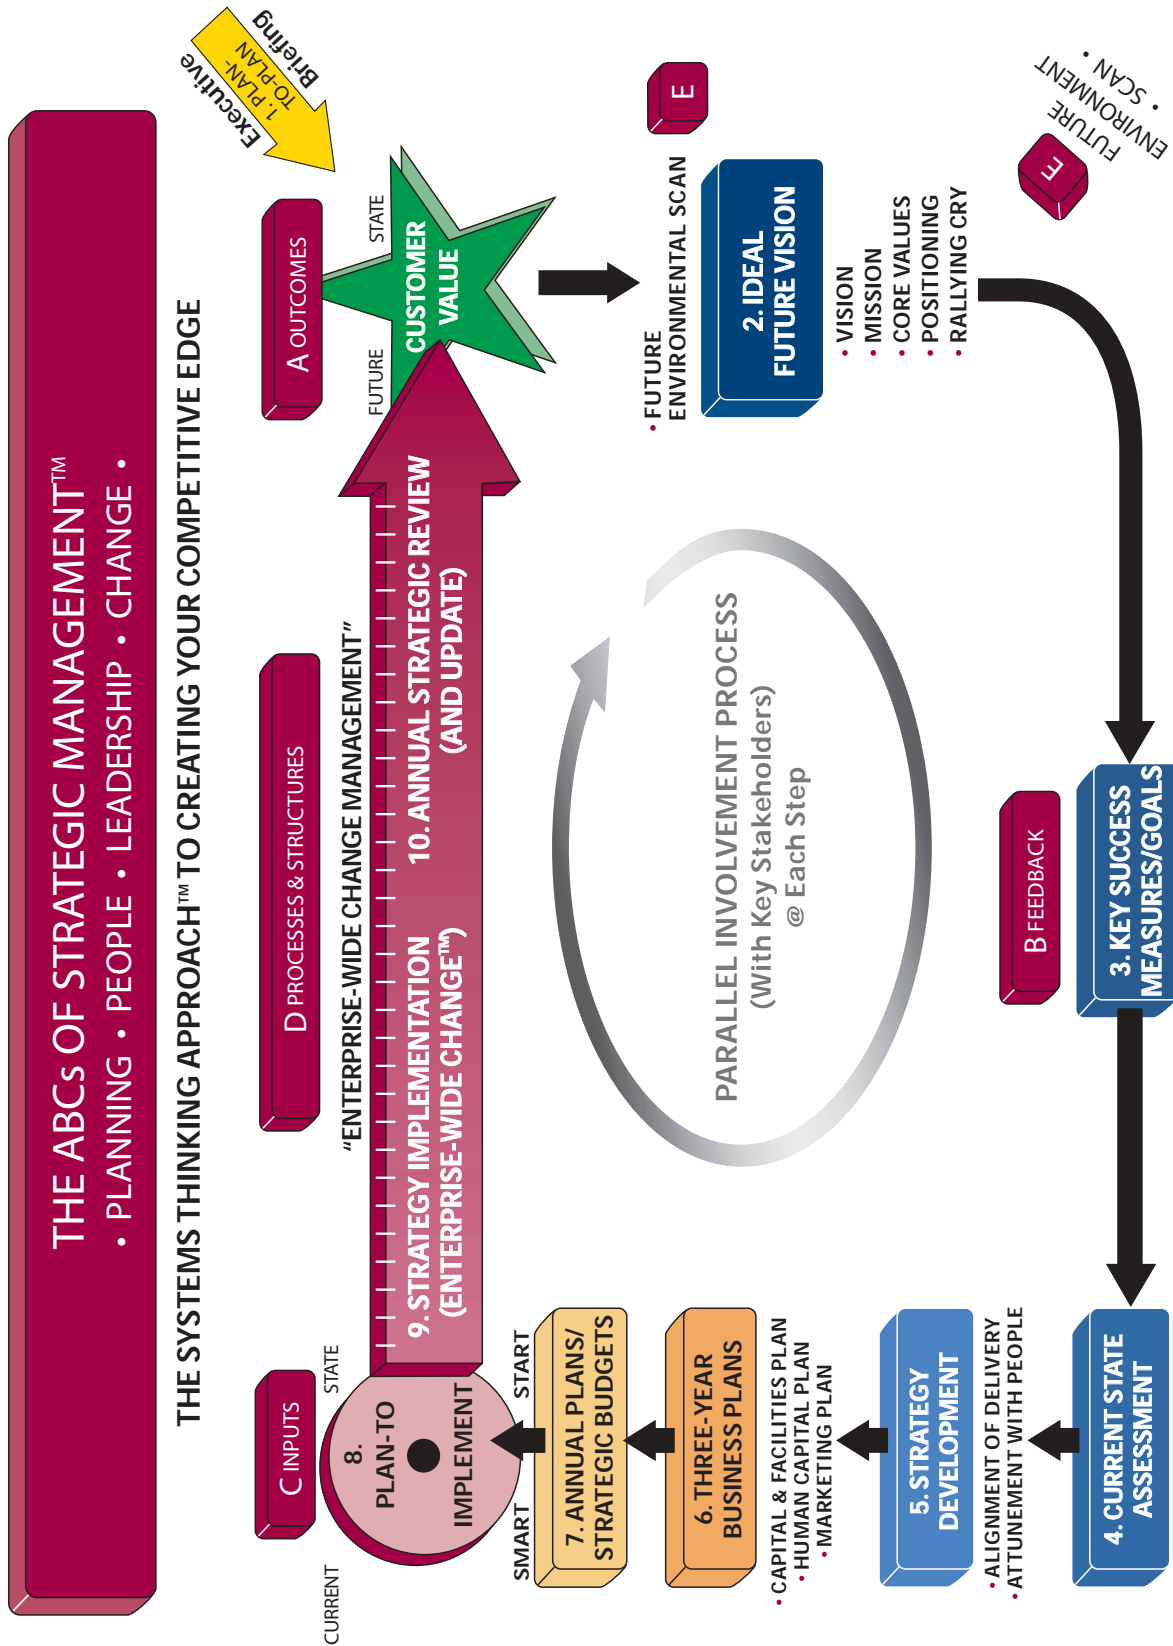 THE ABCs OF STRATEGIC MANAGEMENT™
• PLANNING • PEOPLE • LEADERSHIP • CHANGE •
THE SYSTEMS THINKING APPROACH™ TO CREATING YOUR COMPETITIVE EDGE
Executive
1. PLAN-
TO-PLAN
Briefing
C INPUTS
D PROCESSES & STRUCTURES
A OUTCOMES
CURRENT
STATE
"ENTERPRISE-WIDE CHANGE MANAGEMENT”
FUTURE
STATE
8.
PLAN-TO
IMPLEMENT
9. STRATEGY IMPLEMENTATION
(ENTERPRISE-WIDE CHANGE™)
10. ANNUAL STRATEGIC REVIEW
(AND UPDATE)
CUSTOMER
VALUE
SMART
START
7. ANNUAL PLANS/
STRATEGIC BUDGETS
6. THREE-YEAR
BUSINESS PLANS
• CAPITAL & FACILITIES PLAN
• HUMAN CAPITAL PLAN
• MARKETING PLAN
5. STRATEGY
DEVELOPMENT
• ALIGNMENT OF DELIVERY
• ATTUNEMENT WITH PEOPLE
4. CURRENT STATE
ASSESSMENT
PARALLEL INVOLVEMENT PROCESS
(With Key Stakeholders)
@ Each Step
B FEEDBACK
3. KEY SUCCESS
MEASURES/GOALS
• FUTURE
ENVIRONMENTAL SCAN
E
2. IDEAL
FUTURE VISION
• VISION
• MISSION
• CORE VALUES
• POSITIONING
• RALLYING CRY
E
FUTURE
ENVIRONMENT
• SCAN •